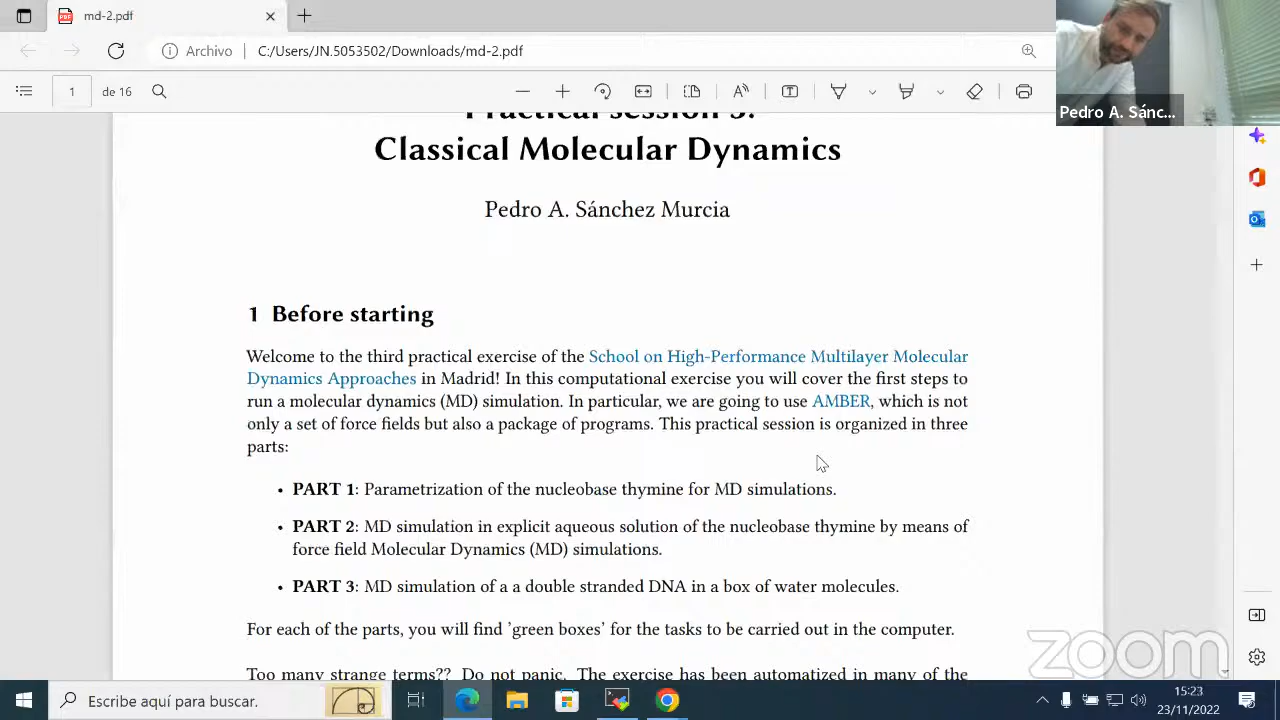 md-2.pdf
Archivo
C:/Users/JN.5053502/Downloads/md-2.pdf
1 de 16
Pedro A. Sánc...
Practical session 3:
Classical Molecular Dynamics
Pedro A. Sánchez Murcia
1 Before starting
Welcome to the third practical exercise of the School on High-Performance Multilayer Molecular
Dynamics Approaches in Madrid! In this computational exercise you will cover the first steps to
run a molecular dynamics (MD) simulation. In particular, we are going to use AMBER, which is not
only a set of force fields but also a package of programs. This practical session is organized in three
parts:
• PART 1: Parametrization of the nucleobase thymine for MD simulations.
• PART 2: MD simulation in explicit aqueous solution of the nucleobase thymine by means of
force field Molecular Dynamics (MD) simulations.
• PART 3: MD simulation of a a double stranded DNA in a box of water molecules.
For each of the parts, you will find 'green boxes' for the tasks to be carried out in the computer.
Too many strange terms?? Do not panic. The exercise has been automatized in many of the
zoom
Escribe aquí para buscar.
15:23
23/11/2022